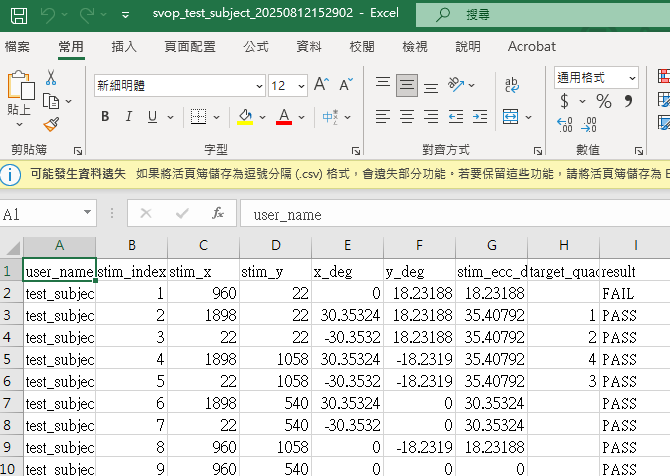 svop_test_subject_20250812152902 - Excel
搜尋
檔案 常用 插入 頁面配置 公式 資料 校閱 檢視 說明 Acrobat
新細明體 12 A A 通用格式
貼上 B I U A 中 ab c $ % 9 .00 .00
剪貼簿 字型 對齊方式 數值
可能發生資料遺失 如果將活頁簿儲存為逗號分隔 (.csv) 格式，會遺失部分功能。若要保留這些功能，請將活頁簿儲存為 E
A1 fx user_name
A B C D E F G H I
1 user_name stim_index stim_x stim_y x_deg y_deg stim_ecc_d target_quad result
2 test_subjec 1 960 22 0 18.23188 18.23188 FAIL
3 test_subjec 2 1898 22 30.35324 18.23188 35.40792 1 PASS
4 test_subjec 3 22 22 -30.3532 18.23188 35.40792 2 PASS
5 test_subjec 4 1898 1058 30.35324 -18.2319 35.40792 4 PASS
6 test_subjec 5 22 1058 -30.3532 -18.2319 35.40792 3 PASS
7 test_subjec 6 1898 540 30.35324 0 30.35324 PASS
8 test_subjec 7 22 540 -30.3532 0 30.35324 PASS
9 test_subjec 8 960 1058 0 -18.2319 18.23188 PASS
10 test_subjec 9 960 540 0 0 0 PASS